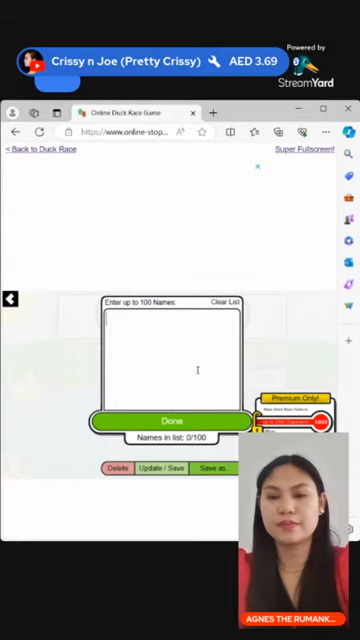 Powered by
Crissy n Joe (Pretty Crissy) AED 3.69
StreamYard
Online Duck Race Game
https://www.online-stop...
< Back to Duck Race
Super Fullscreen!
Enter up to 100 Names:
Clear List
Done
Names in list: 0/100
Delete
Update / Save
Save as...
Premium Only!
1000
AGNES THE RUMANK...